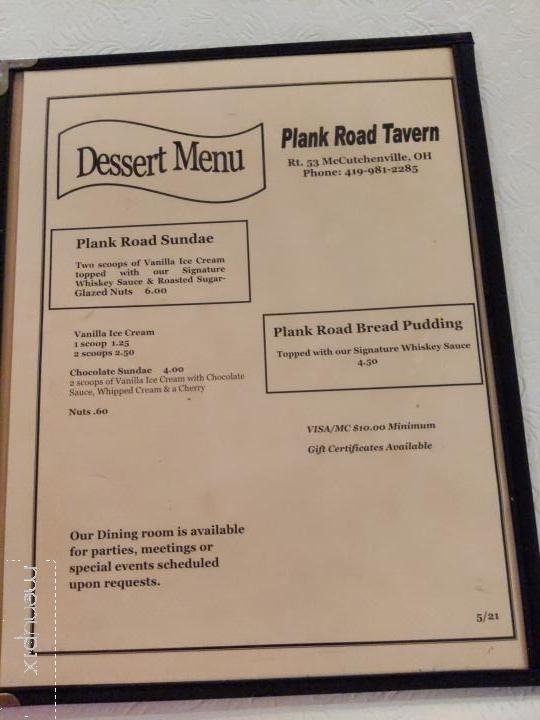 Dessert Menu
Plank Road Tavern
Rt. 53 McCutchenville, OH
Phone: 419-981-2285
Plank Road Sundae
Two scoops of Vanilla Ice Cream
topped with our Signature
Whiskey Sauce & Roasted Sugar-
Glazed Nuts 6.00
Vanilla Ice Cream
1 scoop 1.25
2 scoops 2.50
Chocolate Sundae 4.00
2 scoops of Vanilla Ice Cream with Chocolate
Sauce, Whipped Cream & a Cherry
Nuts .60
Plank Road Bread Pudding
Topped with our Signature Whiskey Sauce
4.50
VISA/MC $10.00 Minimum
Gift Certificates Available
Our Dining room is available
for parties, meetings or
special events scheduled
upon requests.
5/21
menupix